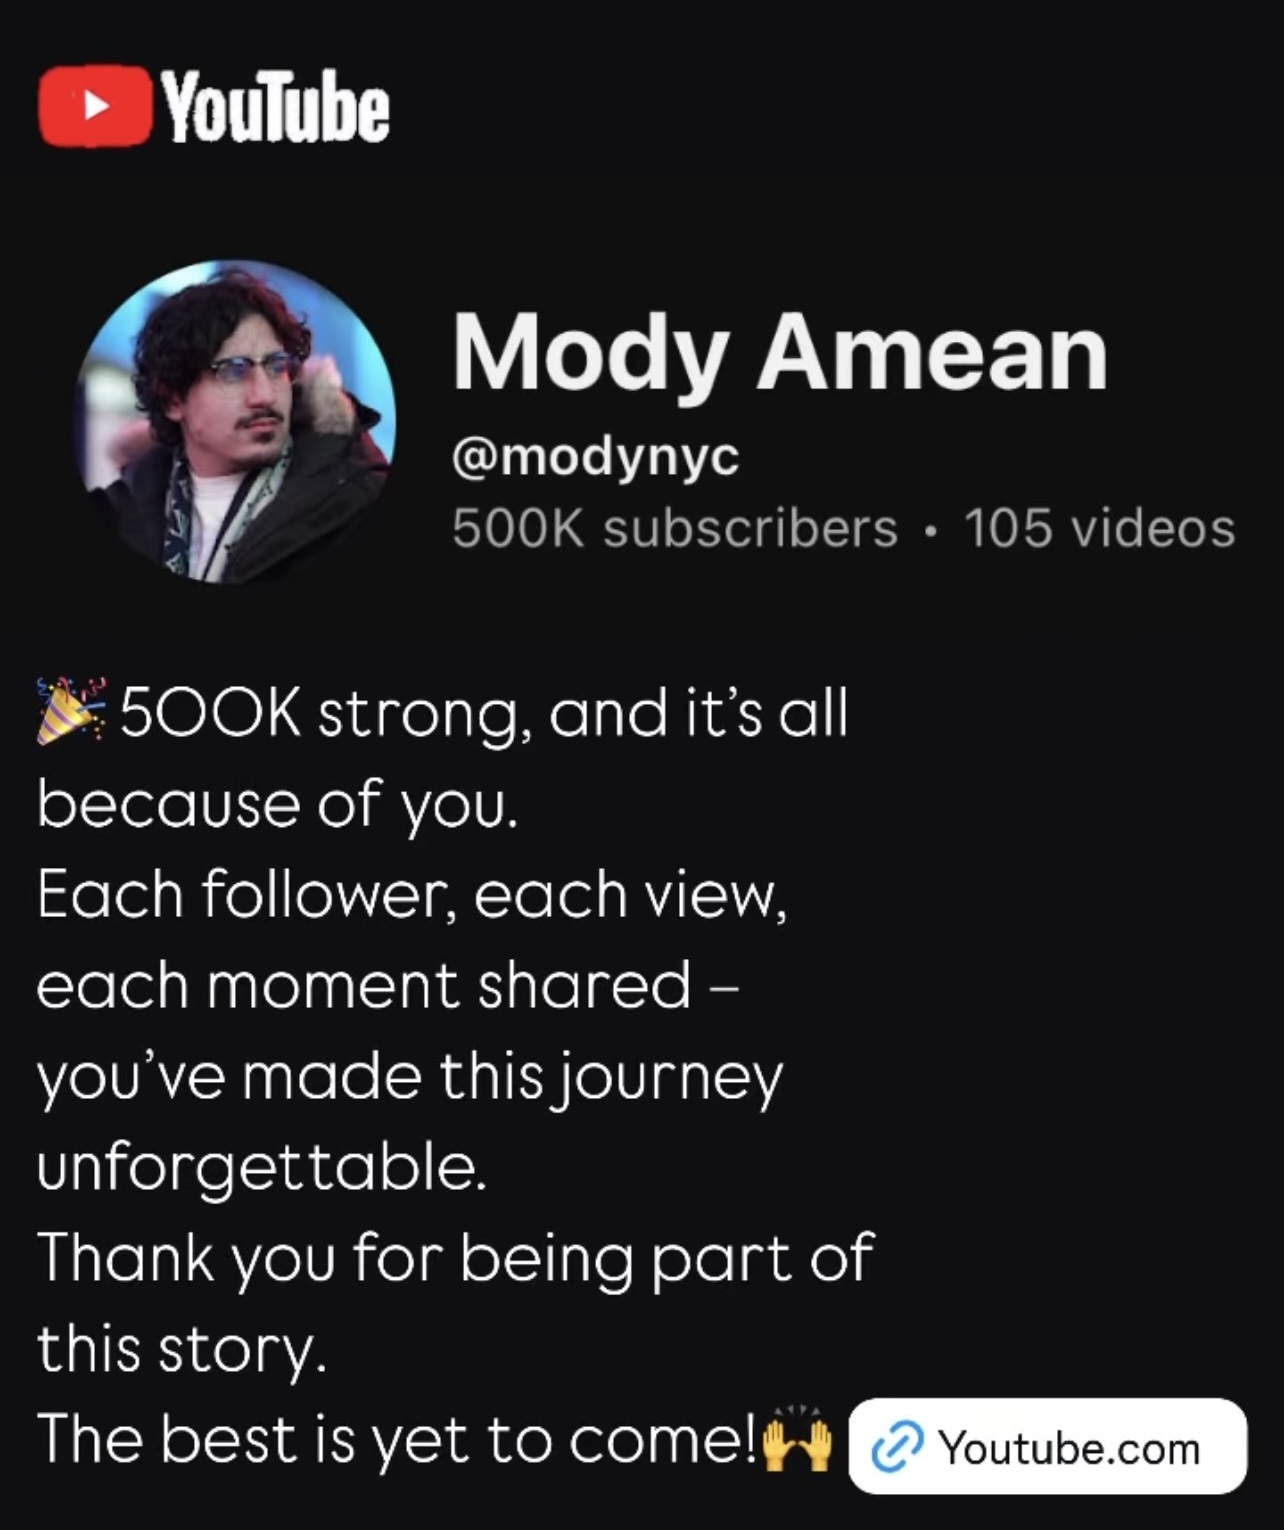 YouTube
Mody Amean
@modynyc
500K subscribers • 105 videos
🎉500K strong, and it’s all
because of you.
Each follower, each view,
each moment shared –
you’ve made this journey
unforgettable.
Thank you for being part of
this story.
The best is yet to come!🙌 Youtube.com